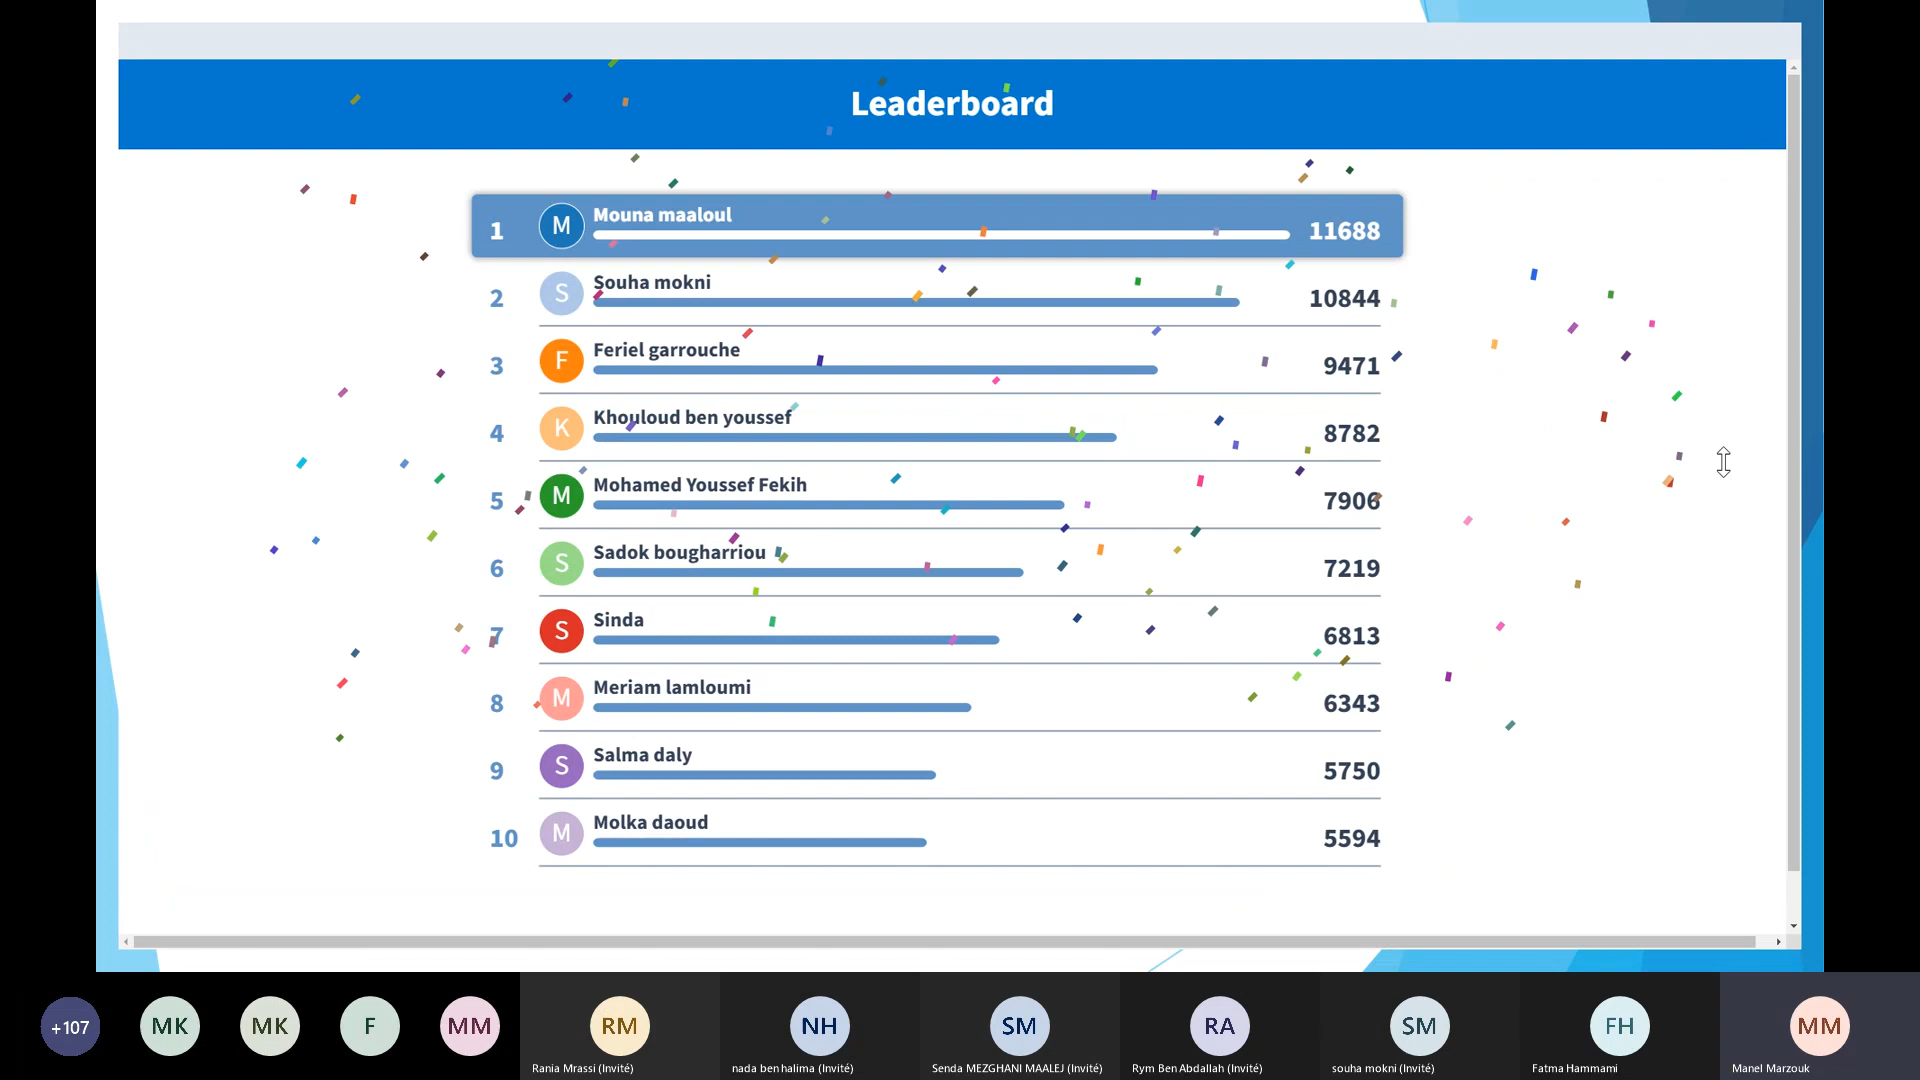 Leaderboard
1 M Mouna maaloul 11688
2 S Souha mokni 10844
3 F Feriel garrouche 9471
4 K Khouloud ben youssef 8782
5 M Mohamed Youssef Fekih 7906
6 S Sadok bougharriou 7219
7 S Sinda 6813
8 M Meriam lamloumi 6343
9 S Salma daly 5750
10 M Molka daoud 5594
+107 MK MK F MM RM NH SM RA SM FH MM
Rania Mrassi (Invité) nada ben halima (Invité) Senda MEZGHANI MAALEJ (Invité) Rym Ben Abdallah (Invité) souha mokni (Invité) Fatma Hammami Manel Marzouk